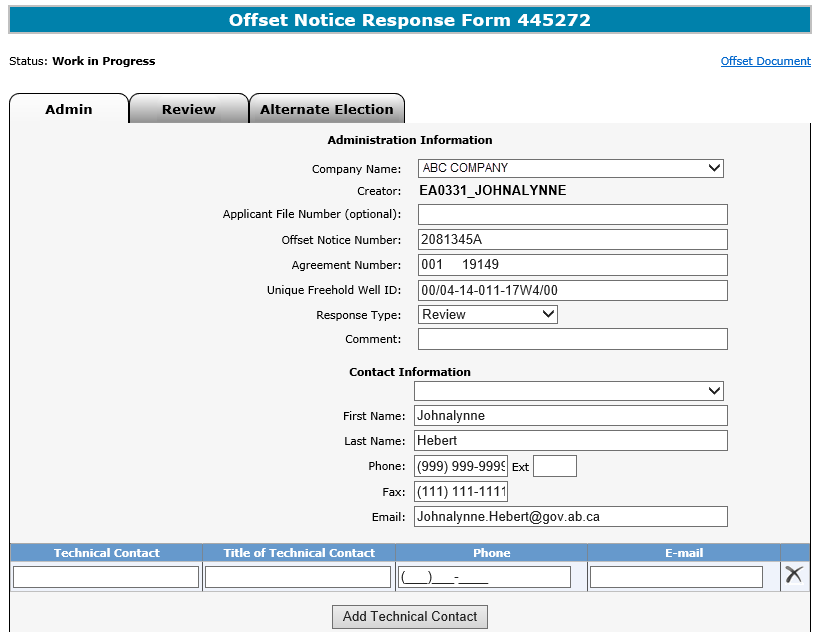 Offset Notice Response Form 445272
Status: Work in Progress Offset Document
Admin Review Alternate Election
Administration Information
Company Name: ABC COMPANY
Creator: EA0331_JOHNALYNNE
Applicant File Number (optional):
Offset Notice Number: 2081345A
Agreement Number: 001 19149
Unique Freehold Well ID: 00/04-14-011-17W4/00
Response Type: Review
Comment:
Contact Information
First Name: Johnalynne
Last Name: Hebert
Phone: (999) 999-9999 Ext
Fax: (111) 111-1111
Email: Johnalynne.Hebert@gov.ab.ca
Technical Contact Title of Technical Contact Phone E-mail
(___)___-____
Add Technical Contact